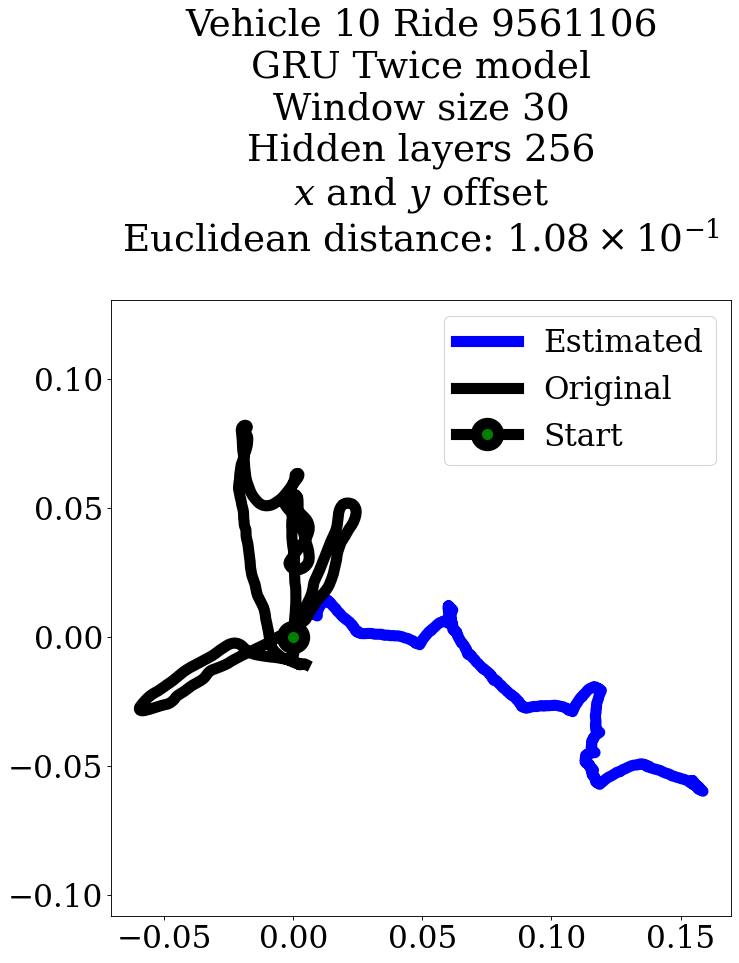 Vehicle 10 Ride 9561106
GRU Twice model
Window size 30
Hidden layers 256
x and y offset
Euclidean distance: 1.08 × 10⁻¹
Estimated
Original
Start
0.10
0.05
0.00
−0.05
−0.10
−0.05 0.00 0.05 0.10 0.15